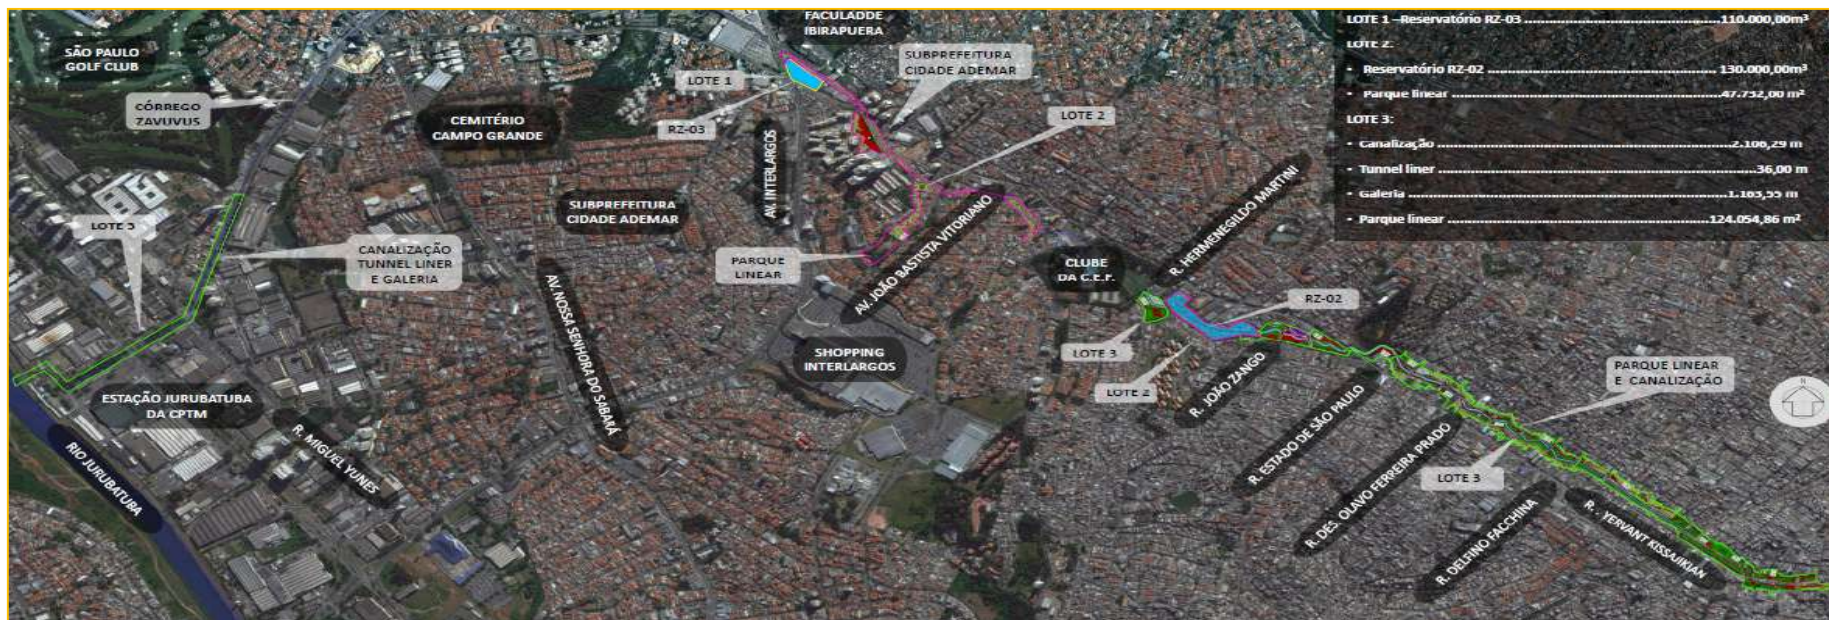 FACULADDE
IBIRAPUERA
SÃO PAULO
GOLF CLUB
LOTE 1
SUBPREFEITURA
CIDADE ADEMAR
CÓRREGO
ZAVUVUS
CEMITÉRIO
CAMPO GRANDE
RZ-03
LOTE 2
AV. INTERLARGOS
SUBPREFEITURA
CIDADE ADEMAR
LOTE 3
CANALIZAÇÃO
TUNNEL LINER
E GALERIA
PARQUE
LINEAR
AV. JOÃO BASTISTA VITORIANO
CLUBE
DA C.E.F.
R. HERMENEGILDO MARTINI
RZ-02
AV. NOSSA SENHORA DO SABARÁ
SHOPPING
INTERLARGOS
LOTE 3
LOTE 2
R. JOÃO ZANGO
PARQUE LINEAR
E CANALIZAÇÃO
N
ESTAÇÃO JURUBATUBA
DA CPTM
R. MIGUEL YUNES
RIO JURUBATUBA
R. ESTADO DE SÃO PAULO
R. DES. OLAVO FERREIRA PRADO
LOTE 3
R. DELFINO FACCHINA
R. . YERVANT KISSAJIKIAN
LOTE 1 –Reservatório RZ-03 ................................................110.000,00m³
LOTE 2:
• Reservatório RZ-02 ......................................................... 130.000,00m³
• Parque linear ..................................................................47.732,00 m²
LOTE 3:
• Canalização ......................................................................2.106,29 m
• Tunnel liner ............................................................................36,00 m
• Galeria ..............................................................................1.163,55 m
• Parque linear ................................................................124.054,86 m²